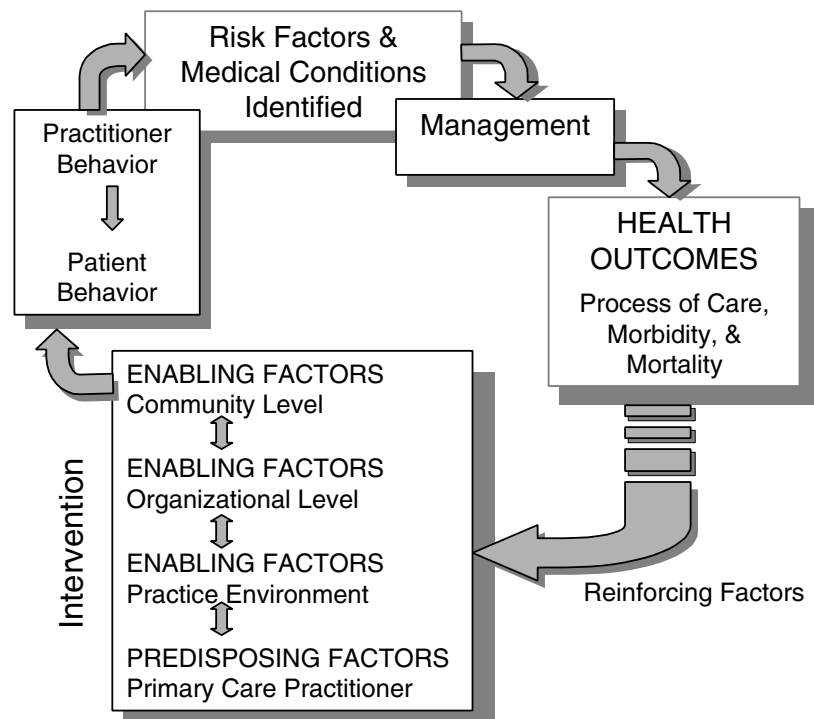 Risk Factors &
Medical Conditions
Identified
Management
Practitioner
Behavior
Patient
Behavior
HEALTH
OUTCOMES
Process of Care,
Morbidity, &
Mortality
Intervention
ENABLING FACTORS
Community Level
ENABLING FACTORS
Organizational Level
ENABLING FACTORS
Practice Environment
PREDISPOSING FACTORS
Primary Care Practitioner
Reinforcing Factors